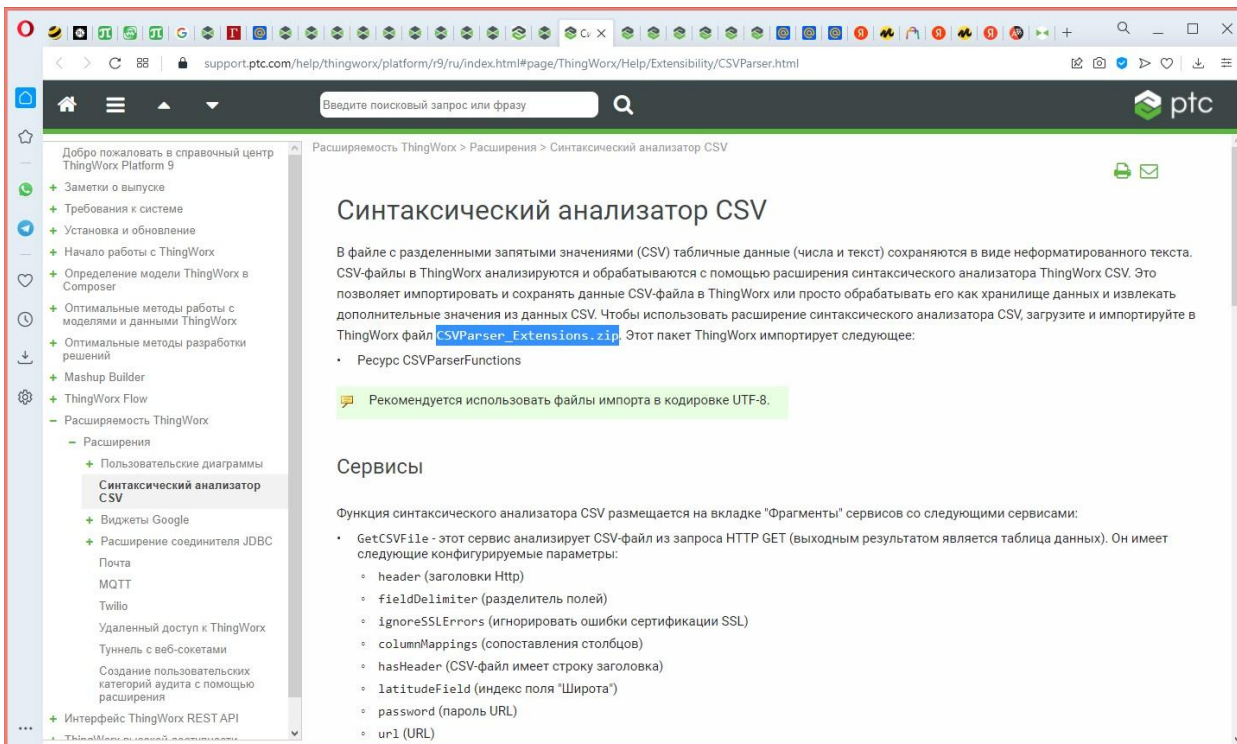 support.ptc.com/help/thingworx/platform/r9/ru/index.html#page/ThingWorx/Help/Extensibility/CSVParser.html
Введите поисковый запрос или фразу
ptc
Добро пожаловать в справочный центр
ThingWorx Platform 9
Заметки о выпуске
Требования к системе
Установка и обновление
Начало работы с ThingWorx
Определение модели ThingWorx в
Composer
Оптимальные методы работы с
моделями и данными ThingWorx
Оптимальные методы разработки
решений
Mashup Builder
ThingWorx Flow
Расширяемость ThingWorx
Расширения
Пользовательские диаграммы
Синтаксический анализатор
CSV
Виджеты Google
Расширение соединителя JDBC
Почта
MQTT
Twilio
Удаленный доступ к ThingWorx
Туннель с веб-сокетами
Создание пользовательских
категорий аудита с помощью
расширения
Интерфейс ThingWorx REST API
Расширяемость ThingWorx > Расширения > Синтаксический анализатор CSV
Синтаксический анализатор CSV
В файле с разделенными запятыми значениями (CSV) табличные данные (числа и текст) сохраняются в виде неформатированного текста.
CSV-файлы в ThingWorx анализируются и обрабатываются с помощью расширения синтаксического анализатора ThingWorx CSV. Это
позволяет импортировать и сохранять данные CSV-файла в ThingWorx или просто обрабатывать его как хранилище данных и извлекать
дополнительные значения из данных CSV. Чтобы использовать расширение синтаксического анализатора CSV, загрузите и импортируйте в
ThingWorx файл CSVParser_Extensions.zip. Этот пакет ThingWorx импортирует следующее:
• Ресурс CSVParserFunctions
Рекомендуется использовать файлы импорта в кодировке UTF-8.
Сервисы
Функция синтаксического анализатора CSV размещается на вкладке "Фрагменты" сервисов со следующими сервисами:
• GetCSVFile - этот сервис анализирует CSV-файл из запроса HTTP GET (выходным результатом является таблица данных). Он имеет
следующие конфигурируемые параметры:
◦ header (заголовки Http)
◦ fieldDelimiter (разделитель полей)
◦ ignoreSSLErrors (игнорировать ошибки сертификации SSL)
◦ columnMappings (сопоставления столбцов)
◦ hasHeader (CSV-файл имеет строку заголовка)
◦ latitudeField (индекс поля "Широта")
◦ password (пароль URL)
◦ url (URL)